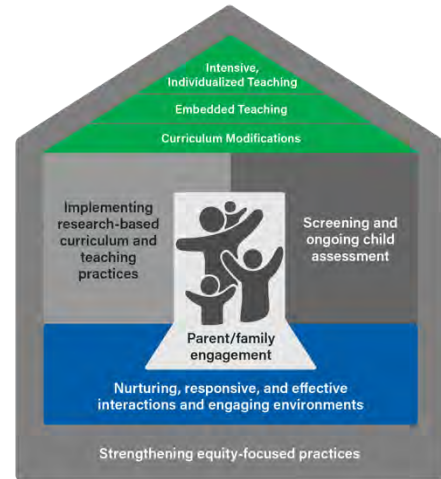 Intensive,
Individualized Teaching
Embedded Teaching
Curriculum Modifications
Implementing
research-based
curriculum and
teaching
practices
Screening and
ongoing child
assessment
Parent/family
engagement
Nurturing, responsive, and effective
interactions and engaging environments
Strengthening equity-focused practices